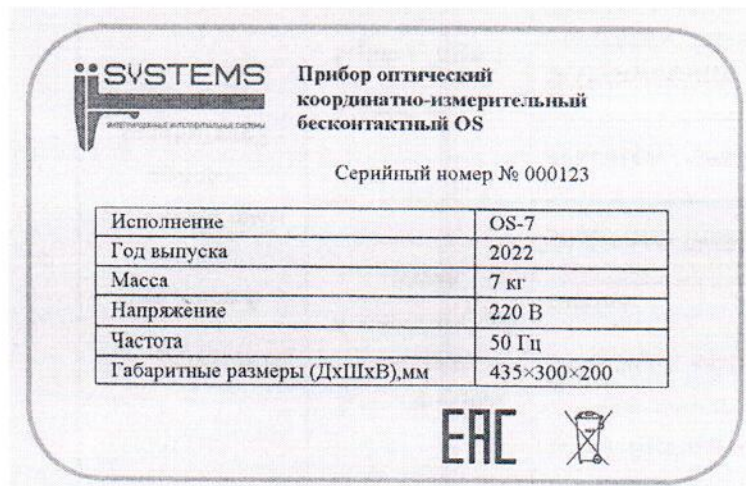 SYSTEMS
Прибор оптический
координатно-измерительный
бесконтактный OS
Серийный номер № 000123
Исполнение OS-7
Год выпуска 2022
Масса 7 кг
Напряжение 220 В
Частота 50 Гц
Габаритные размеры (ДхШхВ),мм 435×300×200
EAC